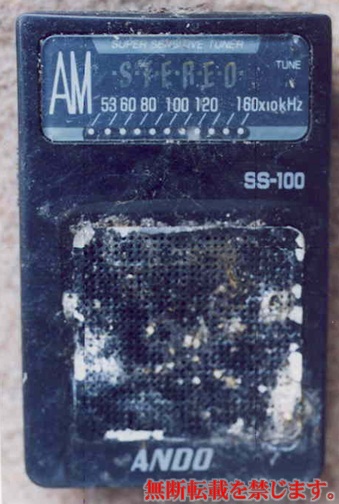 SUPER SENSITIVE TUNER
AM
S·T·E·R·E·O
TUNE
53 60 80 100 120 160x10kHz
SS-100
ANDO
無断転載を禁じます。